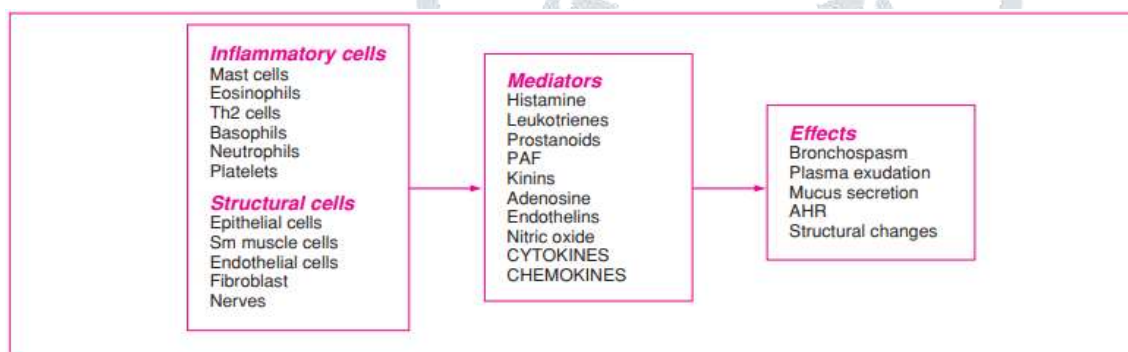 Inflammatory cells
Mast cells
Eosinophils
Th2 cells
Basophils
Neutrophils
Platelets
Structural cells
Epithelial cells
Sm muscle cells
Endothelial cells
Fibroblast
Nerves
Mediators
Histamine
Leukotrienes
Prostanoids
PAF
Kinins
Adenosine
Endothelins
Nitric oxide
CYTOKINES
CHEMOKINES
Effects
Bronchospasm
Plasma exudation
Mucus secretion
AHR
Structural changes